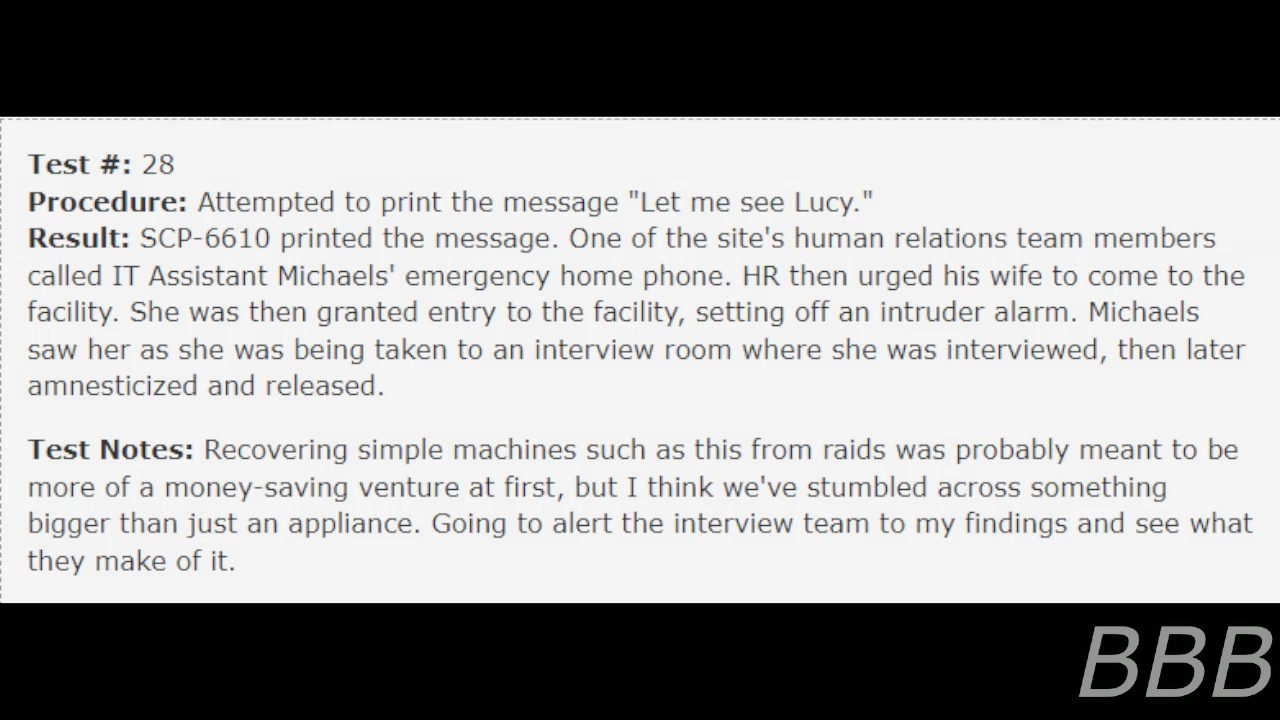 Test #: 28
Procedure: Attempted to print the message "Let me see Lucy."
Result: SCP-6610 printed the message. One of the site's human relations team members
called IT Assistant Michaels' emergency home phone. HR then urged his wife to come to the
facility. She was then granted entry to the facility, setting off an intruder alarm. Michaels
saw her as she was being taken to an interview room where she was interviewed, then later
amnesticized and released.
Test Notes: Recovering simple machines such as this from raids was probably meant to be
more of a money-saving venture at first, but I think we've stumbled across something
bigger than just an appliance. Going to alert the interview team to my findings and see what
they make of it.
BBB